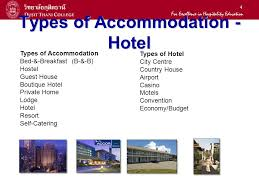 วิทยาลัยดุสิตธานี
DUSIT THANI COLLEGE
For Excellence in Hospitality Education
4
Types of Accommodation -
Hotel
Types of Accommodation
Bed-&-Breakfast (B-&-B)
Hostel
Guest House
Boutique Hotel
Private Home
Lodge
Hotel
Resort
Self-Catering
Types of Hotel
City Centre
Country House
Airport
Casino
Motels
Convention
Economy/Budget